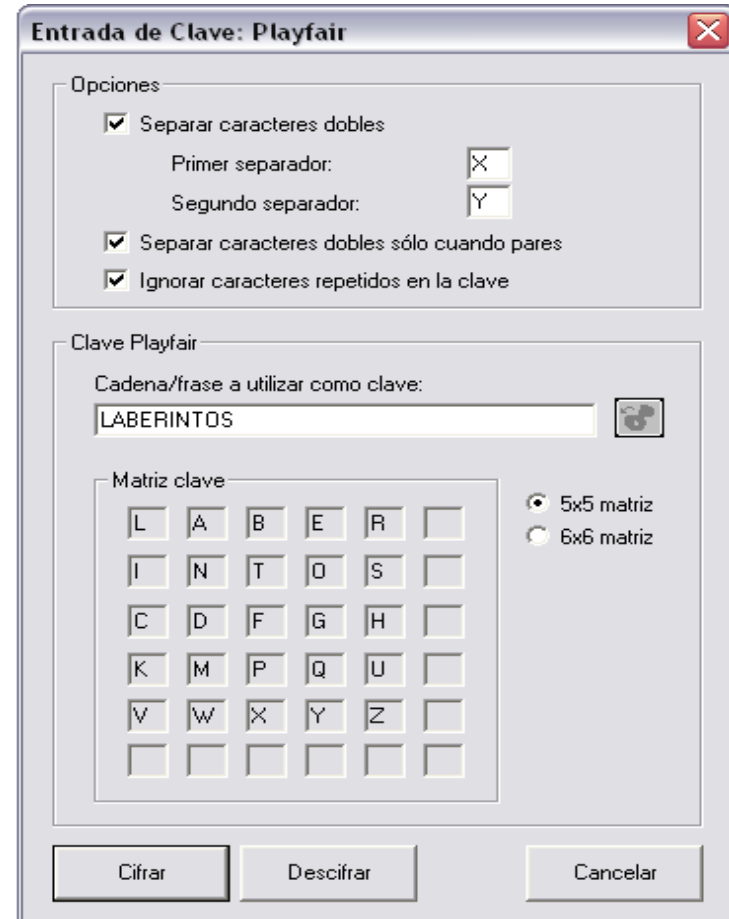 Entrada de Clave: Playfair
Opciones
Separar caracteres dobles
Primer separador: X
Segundo separador: Y
Separar caracteres dobles sólo cuando pares
Ignorar caracteres repetidos en la clave
Clave Playfair
Cadena/frase a utilizar como clave:
LABERINTOS
Matriz clave
L A B E R
I N T O S
C D F G H
K M P Q U
V W X Y Z
5x5 matriz
6x6 matriz
Cifrar Descifrar Cancelar